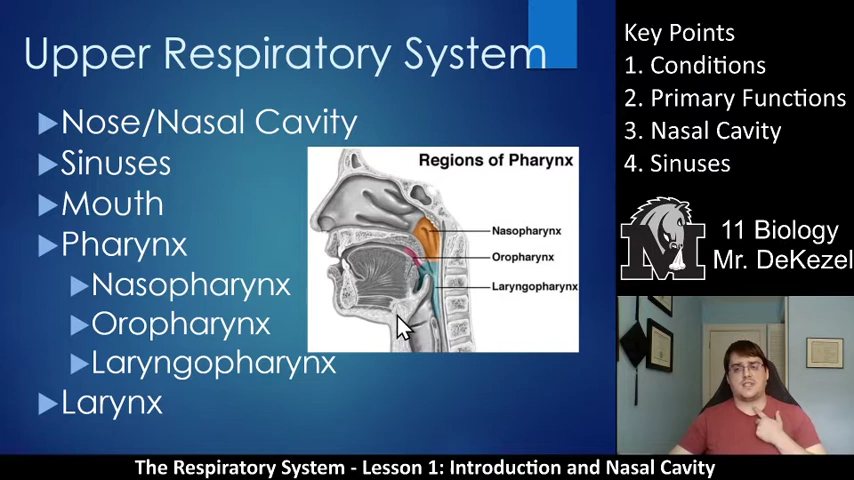 Upper Respiratory System
Nose/Nasal Cavity
Sinuses
Mouth
Pharynx
Nasopharynx
Oropharynx
Laryngopharynx
Larynx
Regions of Pharynx
Nasopharynx
Oropharynx
Laryngopharynx
Key Points
1. Conditions
2. Primary Functions
3. Nasal Cavity
4. Sinuses
M
11 Biology
Mr. DeKezel
The Respiratory System - Lesson 1: Introduction and Nasal Cavity